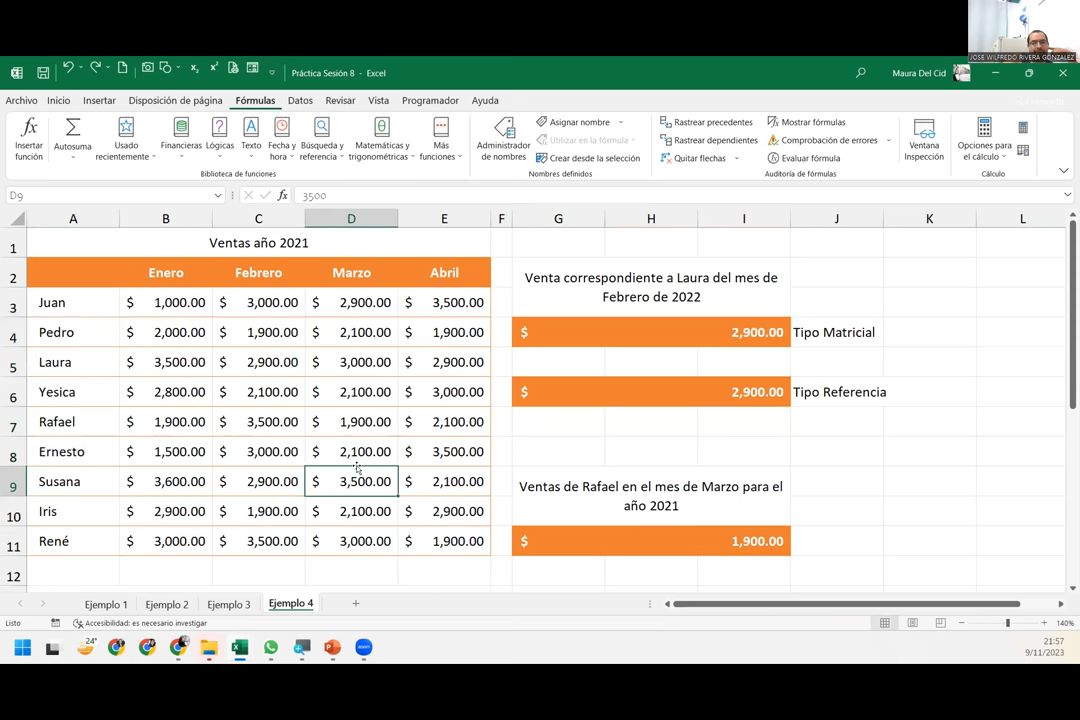 JOSE WILFREDO RIVERA GONZALEZ
Práctica Sesión 8 - Excel
Maura Del Cid
Archivo Inicio Insertar Disposición de página Fórmulas Datos Revisar Vista Programador Ayuda
Insertar función
Autosuma
Usado recientemente
Financieras
Lógicas
Texto
Fecha y hora
Búsqueda y referencia
Matemáticas y trigonométricas
Más funciones
Biblioteca de funciones
Administrador de nombres
Asignar nombre
Utilizar en la fórmula
Crear desde la selección
Nombres definidos
Rastrear precedentes
Rastrear dependientes
Quitar flechas
Mostrar fórmulas
Comprobación de errores
Evaluar fórmula
Auditoría de fórmulas
Ventana Inspección
Opciones para el cálculo
Cálculo
D9 fx 3500
A B C D E F G H I J K L
1 Ventas año 2021
2 Enero Febrero Marzo Abril
3 Juan $ 1,000.00 $ 3,000.00 $ 2,900.00 $ 3,500.00
4 Pedro $ 2,000.00 $ 1,900.00 $ 2,100.00 $ 1,900.00
5 Laura $ 3,500.00 $ 2,900.00 $ 3,000.00 $ 2,900.00
6 Yesica $ 2,800.00 $ 2,100.00 $ 2,100.00 $ 3,000.00
7 Rafael $ 1,900.00 $ 3,500.00 $ 1,900.00 $ 2,100.00
8 Ernesto $ 1,500.00 $ 3,000.00 $ 2,100.00 $ 3,500.00
9 Susana $ 3,600.00 $ 2,900.00 $ 3,500.00 $ 2,100.00
10 Iris $ 2,900.00 $ 1,900.00 $ 2,100.00 $ 2,900.00
11 René $ 3,000.00 $ 3,500.00 $ 3,000.00 $ 1,900.00
12
Venta correspondiente a Laura del mes de
Febrero de 2022
$ 2,900.00 Tipo Matricial
$ 2,900.00 Tipo Referencia
Ventas de Rafael en el mes de Marzo para el
año 2021
$ 1,900.00
Ejemplo 1 Ejemplo 2 Ejemplo 3 Ejemplo 4
Listo Accesibilidad: es necesario investigar 140%
24°
zoom
21:57
9/11/2023